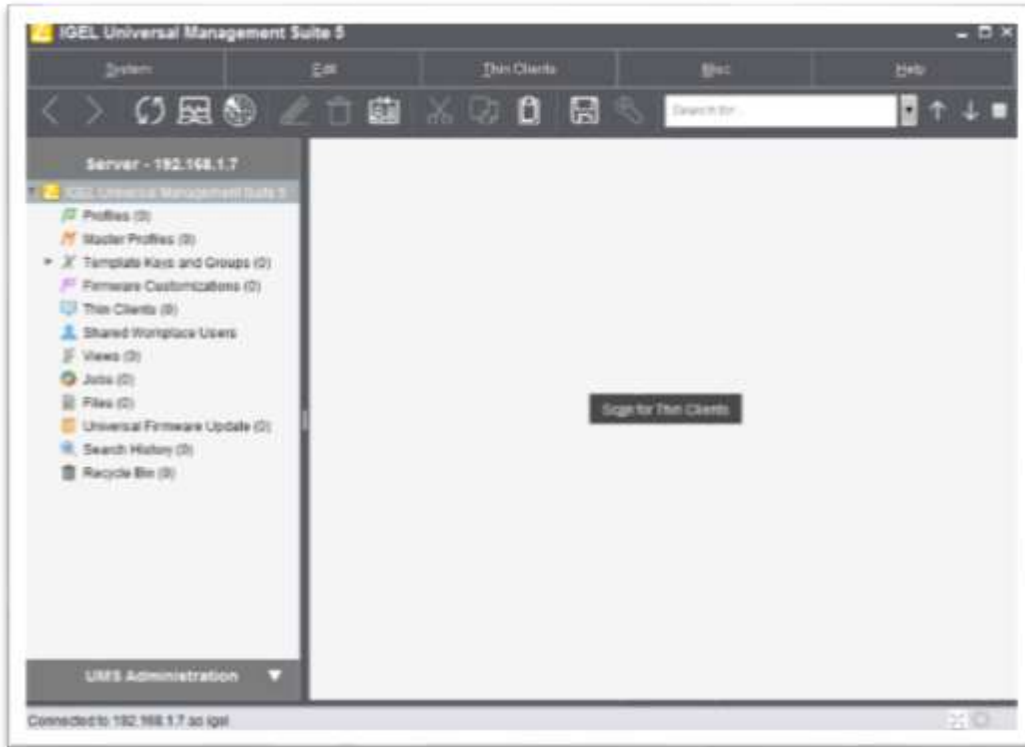 IGEL Universal Management Suite 5
System Edit Thin Clients Misc Help
Search for...
Server - 192.168.1.7
IGEL Universal Management Suite 5
Profiles (0)
Master Profiles (0)
Template Keys and Groups (0)
Firmware Customizations (0)
Thin Clients (0)
Shared Workplace Users
Views (0)
Jobs (0)
Files (0)
Scan for Thin Clients
Universal Firmware Update (0)
Search History (0)
Recycle Bin (0)
UMS Administration
Connected to 192.168.1.7 as igel